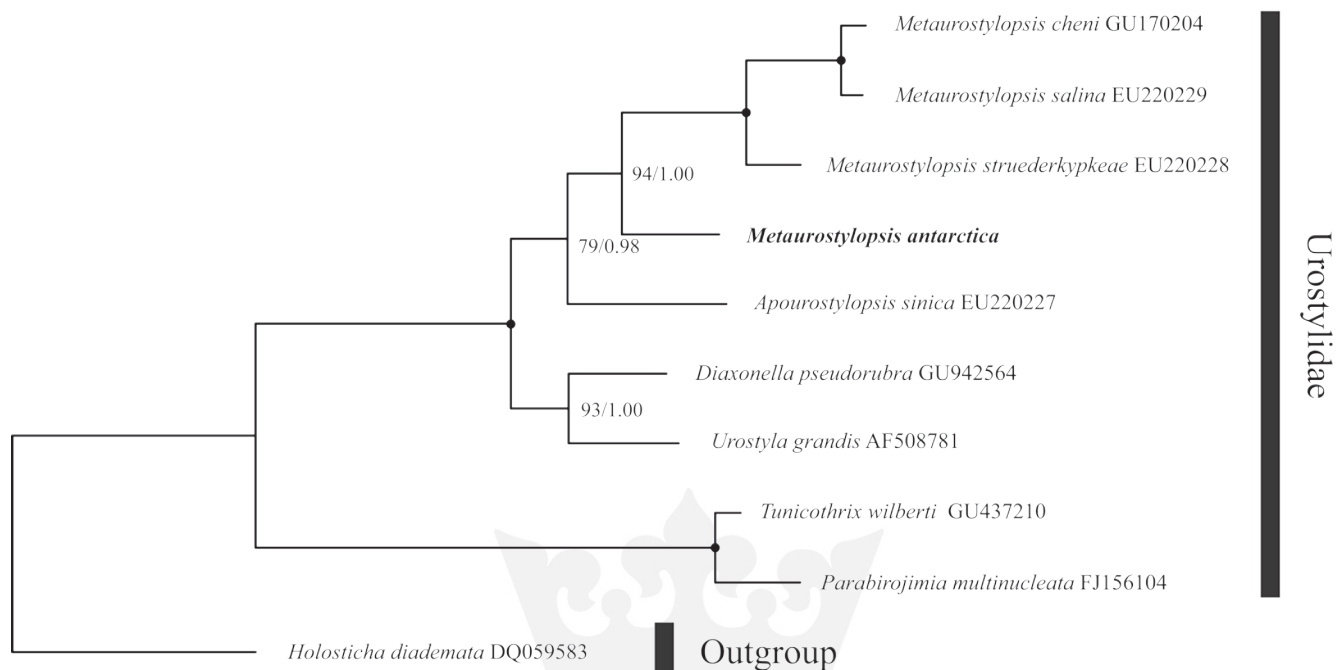 Metaurostylopsis cheni GU170204
Metaurostylopsis salina EU220229
Metaurostylopsis struederkypkeae EU220228
94/1.00
Metaurostylopsis antarctica
79/0.98
Apourostylopsis sinica EU220227
Urostylidae
Diaxonella pseudorubra GU942564
93/1.00
Urostyla grandis AF508781
Tunicothrix wilberti GU437210
Parabirojimia multinucleata FJ156104
Holosticha diademata DQ059583
Outgroup